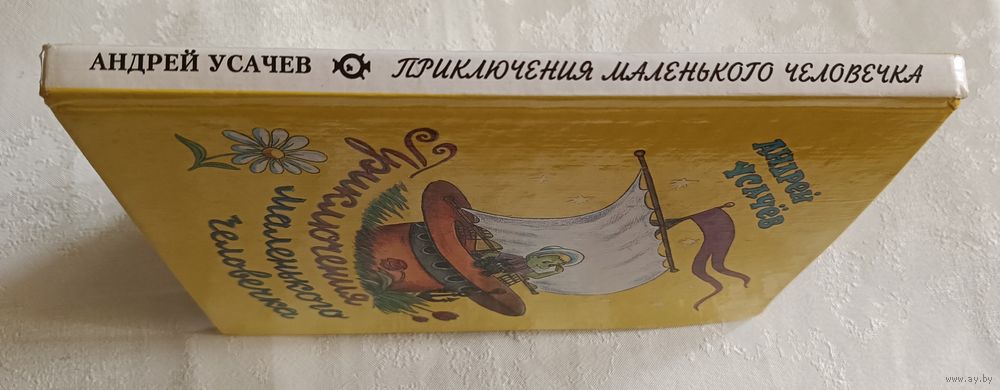 АНДРЕЙ УСАЧЕВ ПРИКЛЮЧЕНИЯ МАЛЕНЬКОГО ЧЕЛОВЕЧКА
АНДРЕЙ
УСАЧЁВ
Приключения
маленького
человечка
www.ay.by